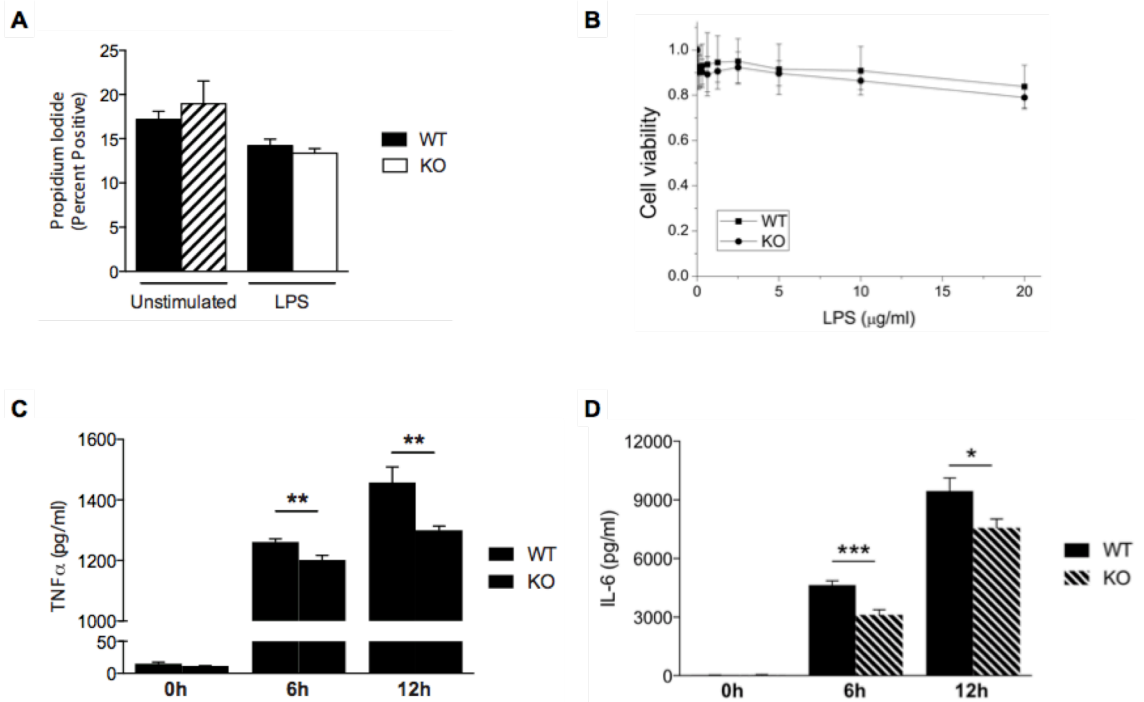 A
25
20
15
10
5
0
Propidium Iodide
(Percent Positive)
WT
KO
Unstimulated
LPS
B
1.0
0.8
0.6
0.4
0.2
0.0
Cell viability
WT
KO
0
5
10
15
20
LPS (μg/ml)
C
1600
1400
1200
1000
50
0
TNFα (pg/ml)
**
**
WT
KO
0h
6h
12h
D
12000
9000
6000
3000
0
IL-6 (pg/ml)
***
*
WT
KO
0h
6h
12h